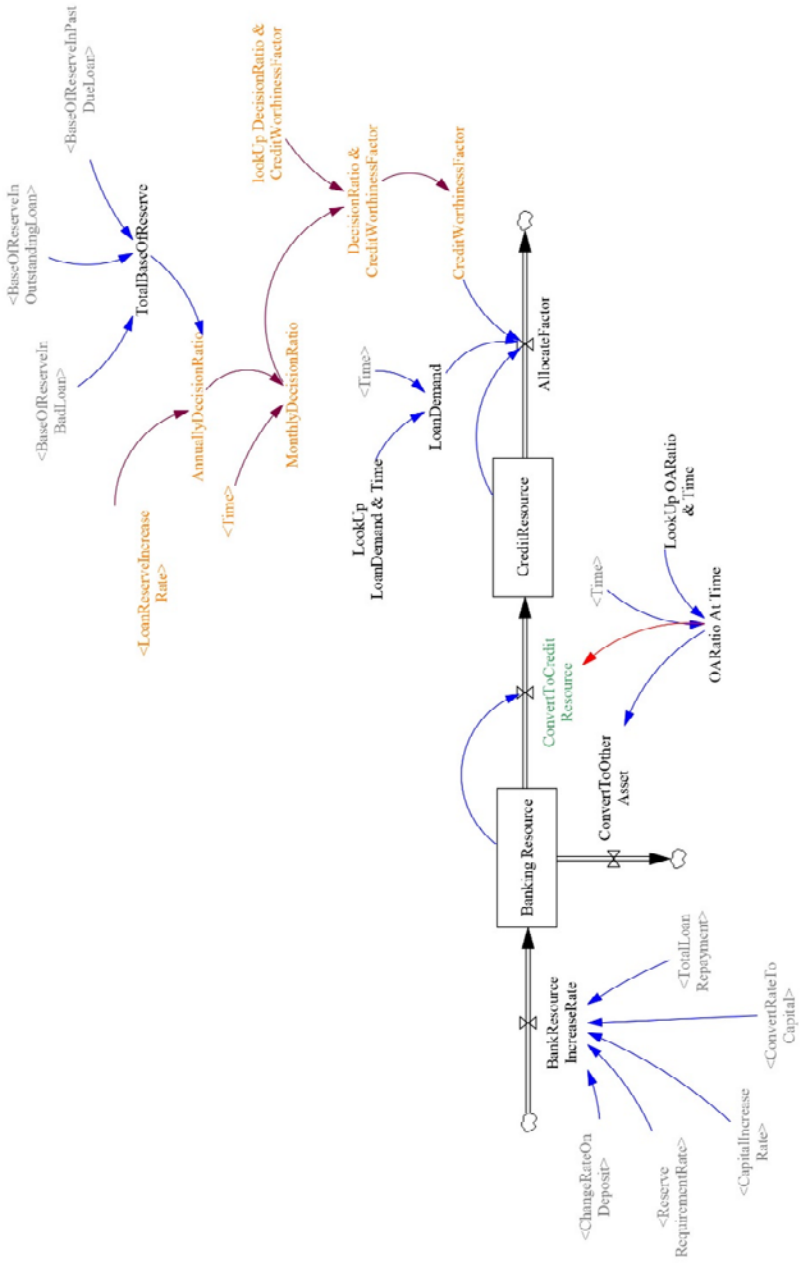 <BaseOfReserveInPast
DueLoan>
<BaseOfReserveIn
OutstandingLoan>
<BaseOfReserveIn
BadLoan>
TotalBaseOfReserve
<LoanReserveIncrease
Rate>
AnnuallyDecisionRatio
<Time>
MonthlyDecisionRatio
lookUp DecisionRatio &
CreditWorthinessFactor
DecisionRatio &
CreditWorthinessFactor
CreditWorthinessFactor
<Time>
LookUp
LoanDemand & Time
LoanDemand
AllocateFactor
CreditResource
ConvertToCredit
Resource
Banking Resource
BankResource
IncreaseRate
ConvertToOther
Asset
<Time>
LookUp OARatio
& Time
OARatio At Time
<ChangeRateOn
Deposit>
<Reserve
RequirementRate>
<CapitalIncrease
Rate>
<ConvertRateTo
Capital>
<TotalLoan
Repayment>